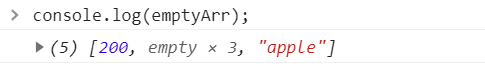 > console.log(emptyArr);
▶(5) [200, empty × 3, "apple"]